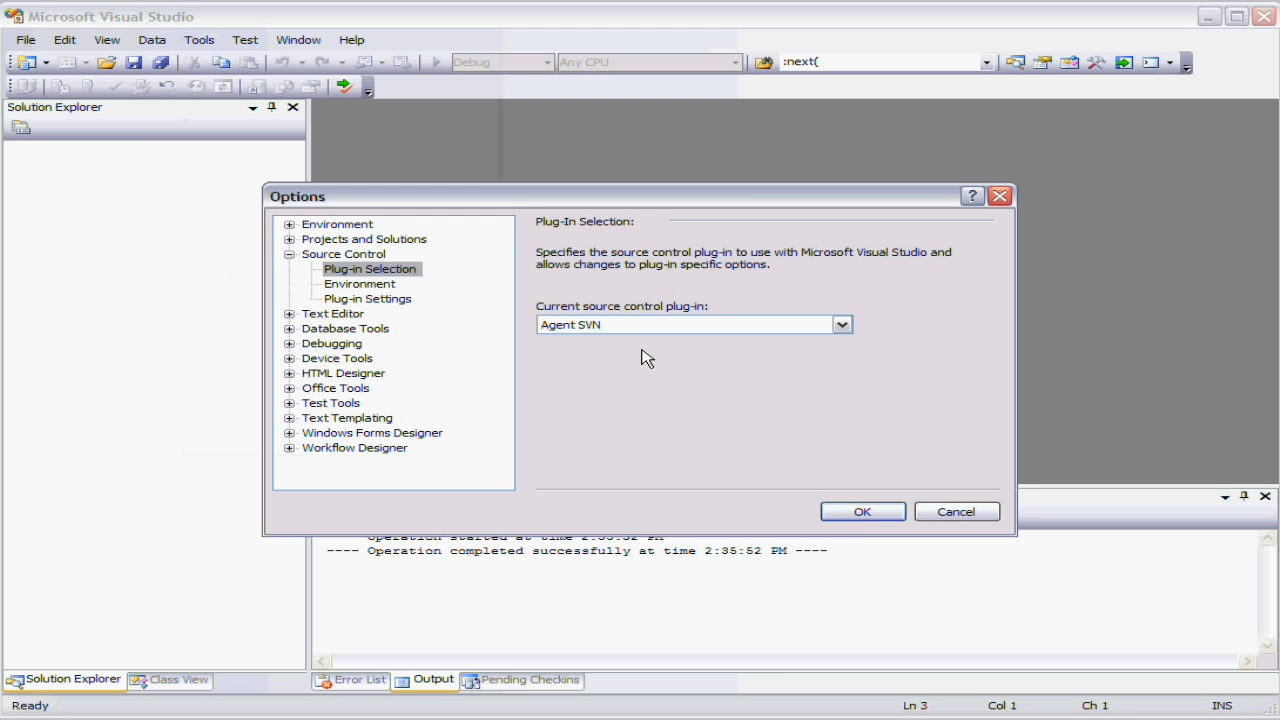 Microsoft Visual Studio
File Edit View Data Tools Test Window Help
Debug Any CPU :next(
Solution Explorer
Options
Environment
Projects and Solutions
Source Control
Plug-in Selection
Environment
Plug-in Settings
Text Editor
Database Tools
Debugging
Device Tools
HTML Designer
Office Tools
Test Tools
Text Templating
Windows Forms Designer
Workflow Designer
Plug-In Selection:
Specifies the source control plug-in to use with Microsoft Visual Studio and
allows changes to plug-in specific options.
Current source control plug-in:
Agent SVN
OK Cancel
---- Operation completed successfully at time 2:35:52 PM ----
Solution Explorer Class View Error List Output Pending Checkins
Ready Ln 3 Col 1 Ch 1 INS